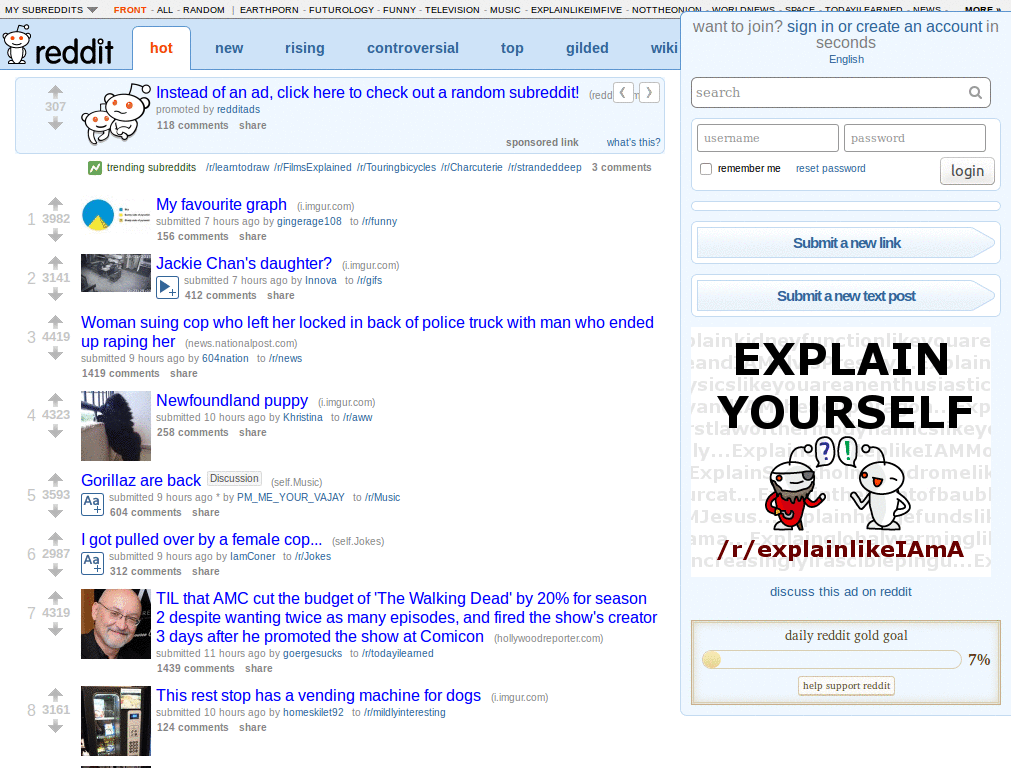 MY SUBREDDITS FRONT - ALL - RANDOM | EARTHPORN - FUTUROLOGY - FUNNY - TELEVISION - MUSIC - EXPLAINLIKEIMFIVE - NOTTHEONION - WORLDNEWS - SPACE - TODAYILEARNED - NEWS - MORE »
reddit hot new rising controversial top gilded wiki
want to join? sign in or create an account in
seconds
English
search
username password
remember me reset password login
Submit a new link
Submit a new text post
307
Instead of an ad, click here to check out a random subreddit!
promoted by redditads
118 comments share
sponsored link what's this?
trending subreddits /r/learntodraw /r/FilmsExplained /r/Touringbicycles /r/Charcuterie /r/strandeddeep 3 comments
1 3982 My favourite graph (i.imgur.com)
submitted 7 hours ago by gingerage108 to /r/funny
156 comments share
2 3141 Jackie Chan's daughter? (i.imgur.com)
submitted 7 hours ago by Innova to /r/gifs
412 comments share
3 4419 Woman suing cop who left her locked in back of police truck with man who ended
up raping her (news.nationalpost.com)
submitted 9 hours ago by 604nation to /r/news
1419 comments share
4 4323 Newfoundland puppy (i.imgur.com)
submitted 10 hours ago by Khristina to /r/aww
258 comments share
5 3593 Gorillaz are back Discussion (self.Music)
Aa submitted 9 hours ago * by PM_ME_YOUR_VAJAY to /r/Music
604 comments share
6 2987 I got pulled over by a female cop... (self.Jokes)
Aa submitted 9 hours ago by IamConer to /r/Jokes
312 comments share
7 4319 TIL that AMC cut the budget of 'The Walking Dead' by 20% for season
2 despite wanting twice as many episodes, and fired the show's creator
3 days after he promoted the show at Comicon (hollywoodreporter.com)
submitted 11 hours ago by goergesucks to /r/todayilearned
1439 comments share
8 3161 This rest stop has a vending machine for dogs (i.imgur.com)
submitted 10 hours ago by homeskilet92 to /r/mildlyinteresting
124 comments share
EXPLAIN
YOURSELF
? !
/r/explainlikeIAmA
discuss this ad on reddit
daily reddit gold goal
7%
help support reddit